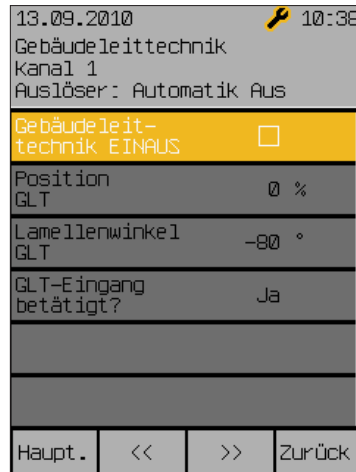 13.09.2010 10:38
Gebäudeleittechnik
Kanal 1
Auslöser: Automatik Aus
Gebäudeleit-
technik EINAUS
Position
GLT
0 %
Lamellenwinkel
GLT
-80 °
GLT-Eingang
betätigt?
Ja
Haupt. << >> Zurück